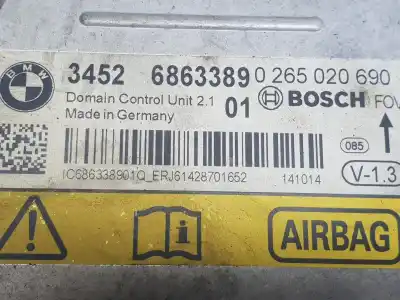 BMW
3452 6863389 0 265 020 690
Domain Control Unit 2.1 01 BOSCH FOV
Made in Germany
085
V-1.3
IC686338901Q_ERJ61428701652 141014
AIRBAG